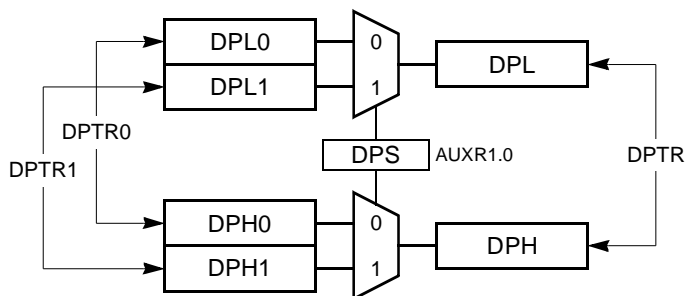 DPL0
0
DPL
DPL1
1
DPTR0
DPTR1
DPS
AUXR1.0
DPTR
DPH0
0
DPH
DPH1
1